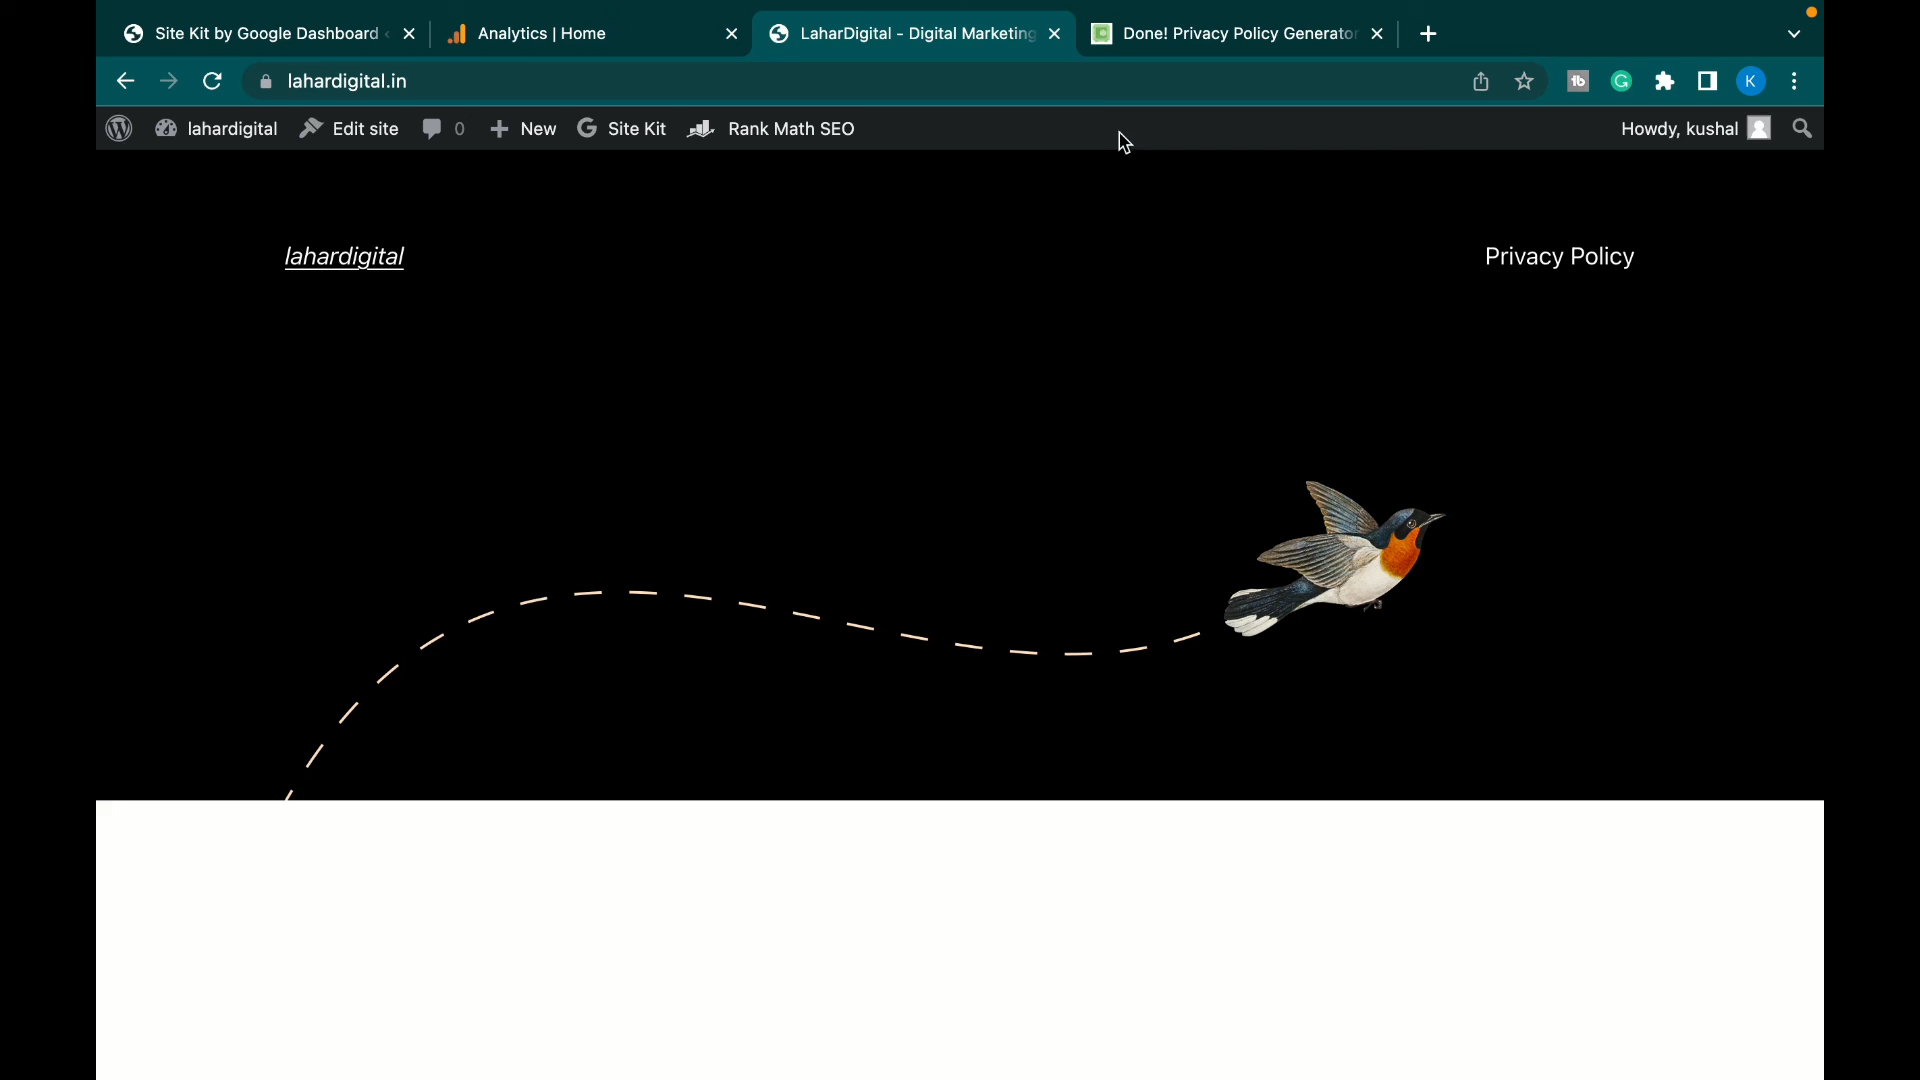 Site Kit by Google Dashboard
Analytics | Home
LaharDigital - Digital Marketing
Done! Privacy Policy Generator
lahardigital.in
K
lahardigital
Edit site
0
New
Site Kit
Rank Math SEO
Howdy, kushal
lahardigital
Privacy Policy